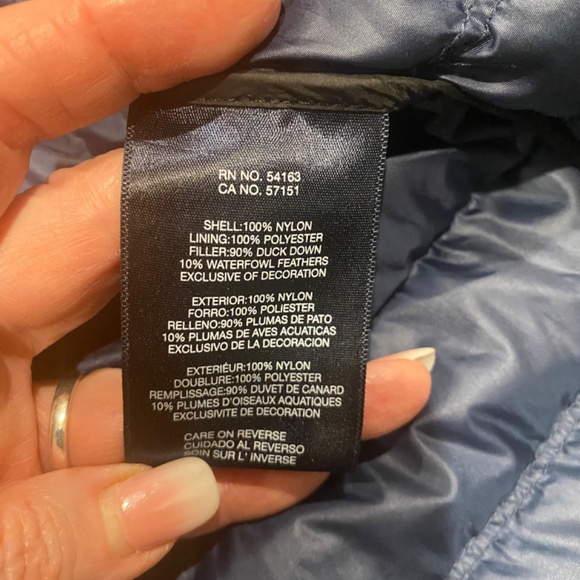 RN NO. 54163
CA NO. 57151
SHELL:100% NYLON
LINING:100% POLYESTER
FILLER:90% DUCK DOWN
10% WATERFOWL FEATHERS
EXCLUSIVE OF DECORATION
EXTERIOR:100% NYLON
FORRO:100% POLIESTER
RELLENO:90% PLUMAS DE PATO
10% PLUMAS DE AVES ACUATICAS
EXCLUSIVO DE LA DECORACION
EXTERIEUR:100% NYLON
DOUBLURE:100% POLYESTER
REMPLISSAGE:90% DUVET DE CANARD
10% PLUMES D'OISEAUX AQUATIQUES
EXCLUSIVITE DE DECORATION
CARE ON REVERSE
CUIDADO AL REVERSO
SOIN SUR L' INVERSE